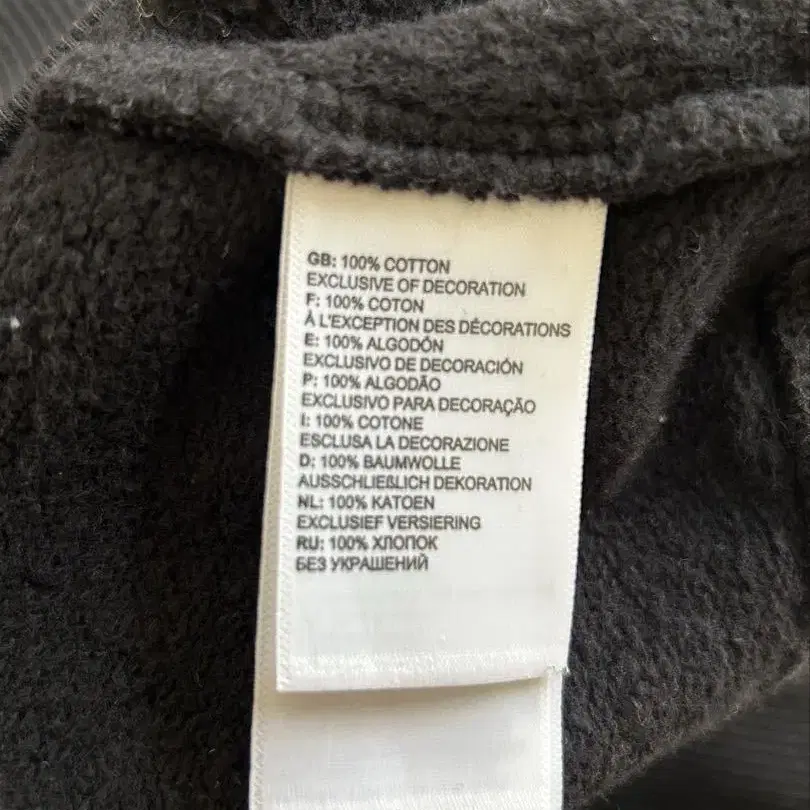 GB: 100% COTTON
EXCLUSIVE OF DECORATION
F: 100% COTON
À L'EXCEPTION DES DÉCORATIONS
E: 100% ALGODÓN
EXCLUSIVO DE DECORACIÓN
P: 100% ALGODÃO
EXCLUSIVO PARA DECORAÇÃO
I: 100% COTONE
ESCLUSA LA DECORAZIONE
D: 100% BAUMWOLLE
AUSSCHLIEßLICH DEKORATION
NL: 100% KATOEN
EXCLUSIEF VERSIERING
RU: 100% ХЛОПОК
БЕЗ УКРАШЕНИЙ